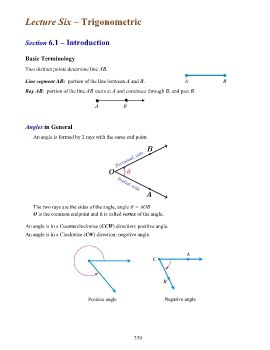 Lecture Six – Trigonometric
Section 6.1 – Introduction
Basic Terminology
Two distinct points determine line AB.
Line segment AB: portion of the line between A and B.
A B
Ray AB: portion of the line AB starts at A and continues through B, and past B.
A B
Angles in General
An angle is formed by 2 rays with the same end point.
B
Terminal side
O θ
Initial side
A
The two rays are the sides of the angle, angle θ = AOB
O is the common endpoint and it is called vertex of the angle.
An angle is in a Counterclockwise (CCW) direction: positive angle.
An angle is in a Clockwise (CW) direction: negative angle.
A
C
B
Positive angle Negative angle